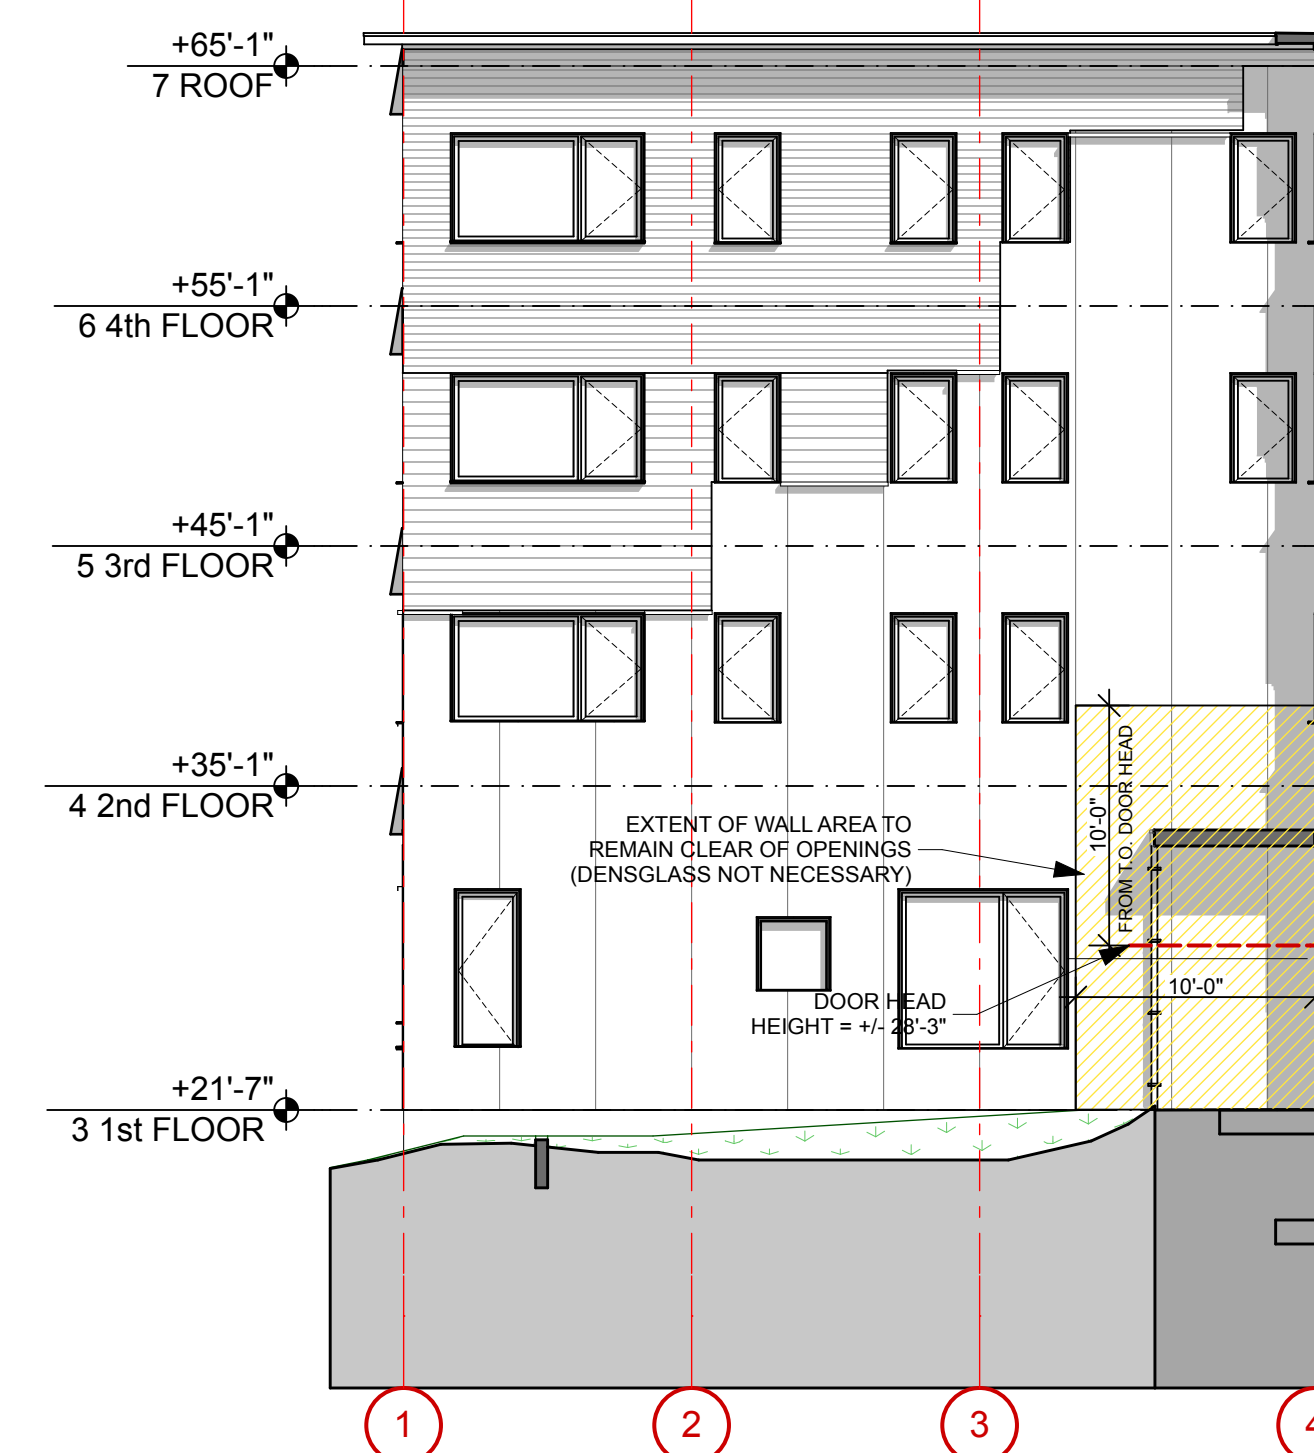 +65'-1"
7 ROOF
+55'-1"
6 4th FLOOR
+45'-1"
5 3rd FLOOR
+35'-1"
4 2nd FLOOR
EXTENT OF WALL AREA TO
REMAIN CLEAR OF OPENINGS
(DENSGLASS NOT NECESSARY)
10'-0"
FROM T.O. DOOR HEAD
10'-0"
DOOR HEAD
HEIGHT = +/- 28'-3"
+21'-7"
3 1st FLOOR
1
2
3
4